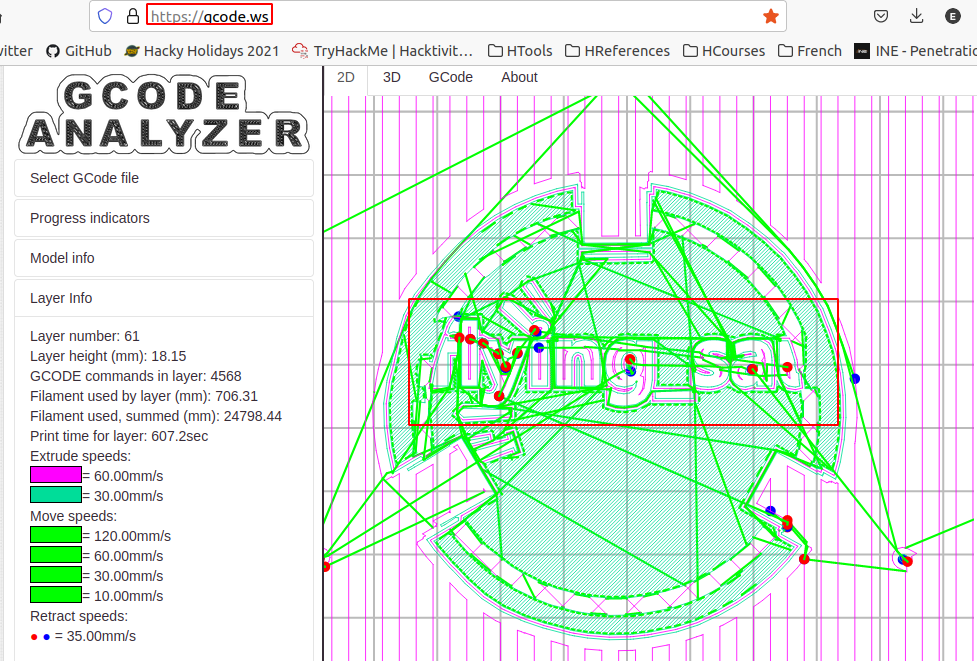 https://gcode.ws
E
vitter GitHub Hacky Holidays 2021 TryHackMe | Hacktivit… HTools HReferences HCourses French INE - Penetratio
GCODE
ANALYZER
2D 3D GCode About
Select GCode file
Progress indicators
Model info
Layer Info
Layer number: 61
Layer height (mm): 18.15
GCODE commands in layer: 4568
Filament used by layer (mm): 706.31
Filament used, summed (mm): 24798.44
Print time for layer: 607.2sec
Extrude speeds:
= 60.00mm/s
= 30.00mm/s
Move speeds:
= 120.00mm/s
= 60.00mm/s
= 30.00mm/s
= 10.00mm/s
Retract speeds:
= 35.00mm/s